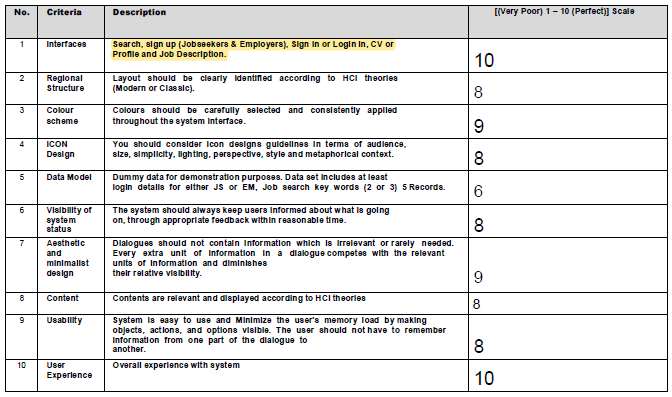 No. Criteria Description [(Very Poor) 1 – 10 (Perfect)] Scale
1 Interfaces Search, sign up (Jobseekers & Employers), Sign in or Login in, CV or
Profile and Job Description.
10
2 Regional Structure Layout should be clearly identified according to HCI theories
(Modern or Classic).
8
3 Colour scheme Colours should be carefully selected and consistently applied
throughout the system interface.
9
4 ICON Design You should consider icon designs guidelines in terms of audience,
size, simplicity, lighting, perspective, style and metaphorical context.
8
5 Data Model Dummy data for demonstration purposes. Data set includes at least
login details for either JS or EM, Job search key words (2 or 3) 5 Records.
6
6 Visibility of system status The system should always keep users informed about what is going
on, through appropriate feedback within reasonable time.
8
7 Aesthetic and minimalist design Dialogues should not contain information which is irrelevant or rarely needed.
Every extra unit of information in a dialogue competes with the relevant
units of information and diminishes
their relative visibility.
9
8 Content Contents are relevant and displayed according to HCI theories
8
9 Usability System is easy to use and Minimize the user's memory load by making
objects, actions, and options visible. The user should not have to remember
information from one part of the dialogue to
another.
8
10 User Experience Overall experience with system
10